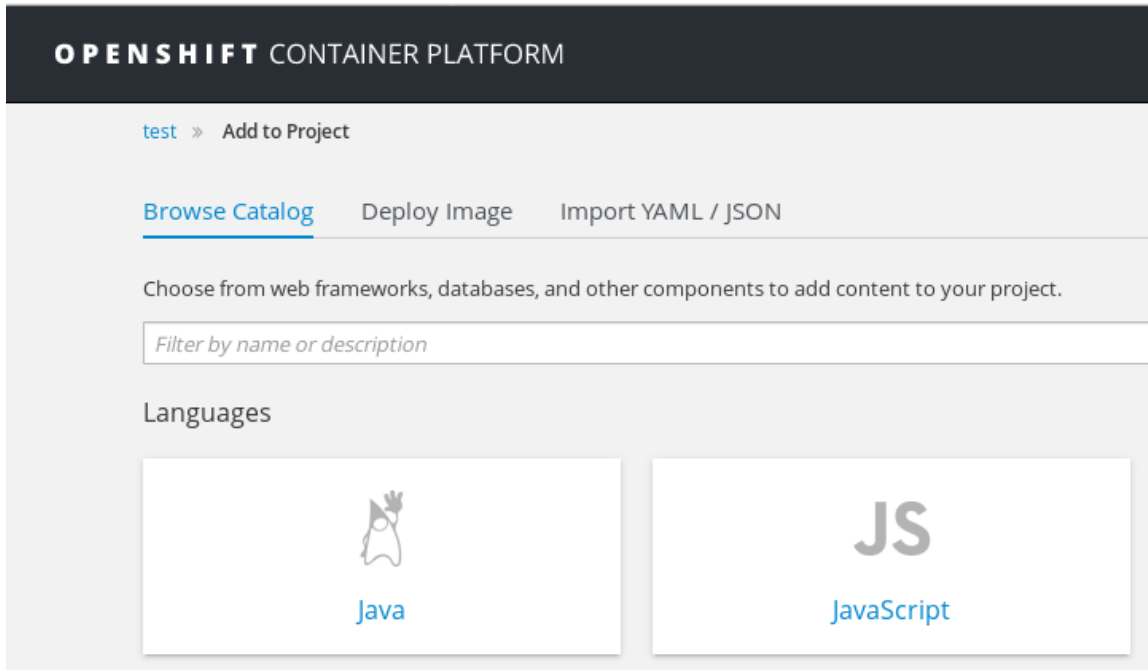 OPENSHIFT CONTAINER PLATFORM
test » Add to Project
Browse Catalog Deploy Image Import YAML / JSON
Choose from web frameworks, databases, and other components to add content to your project.
Filter by name or description
Languages
JS
Java JavaScript